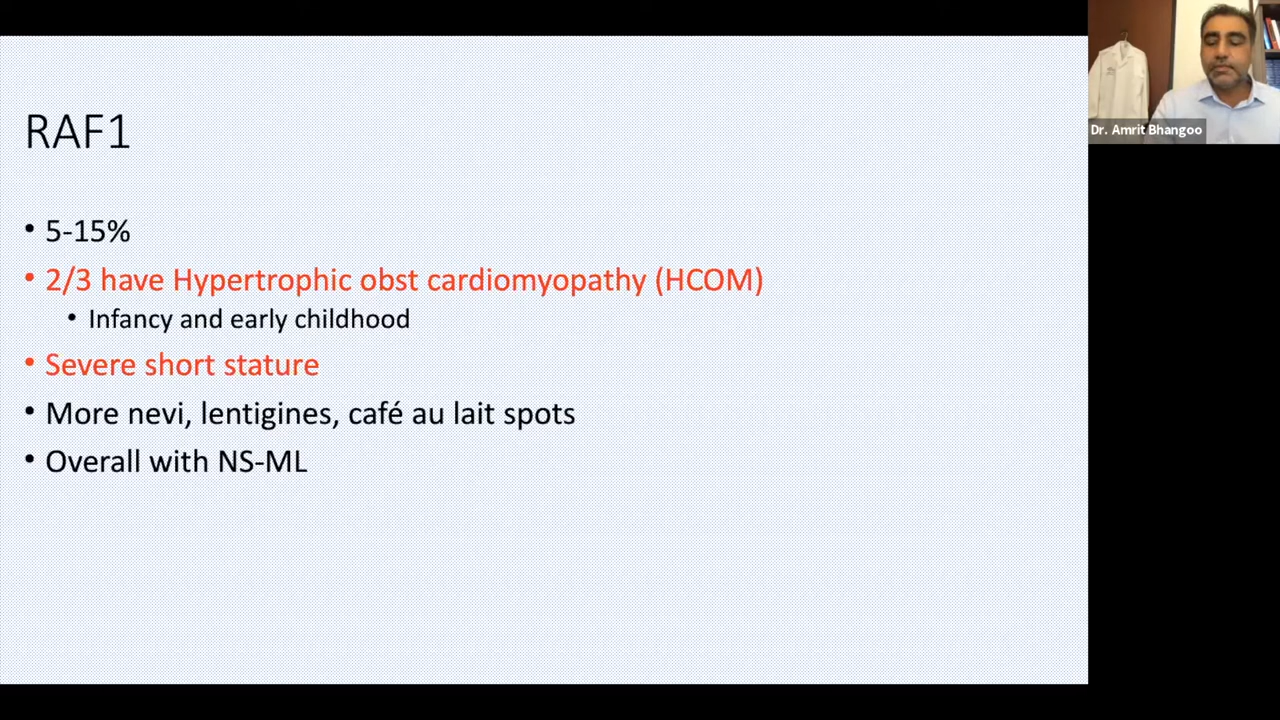 RAF1
• 5-15%
• 2/3 have Hypertrophic obst cardiomyopathy (HCOM)
• Infancy and early childhood
• Severe short stature
• More nevi, lentigines, café au lait spots
• Overall with NS-ML
Dr. Amrit Bhangoo